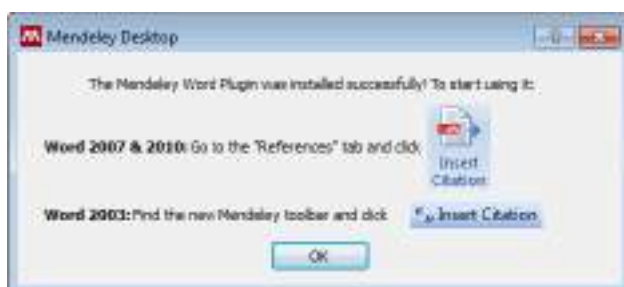 Mendeley Desktop
The Mendeley Word Plugin was installed successfully! To start using it:
Word 2007 & 2010: Go to the "References" tab and click
Insert
Citation
Word 2003: Find the new Mendeley toolbar and click Insert Citation
OK